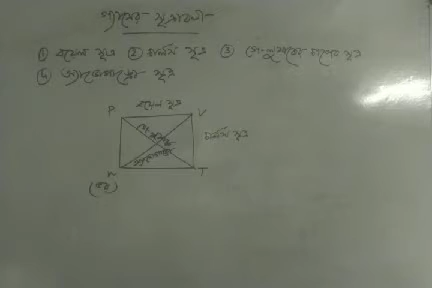 গ্যাসের সূত্রাবলী-
① বয়েল সূত্র ② চার্লস সূত্র ③ গে-লুসাকের চাপের সূত্র
④ অ্যাভোগাড্রো সূত্র
বয়েল সূত্র
P V
চার্লস সূত্র
n T